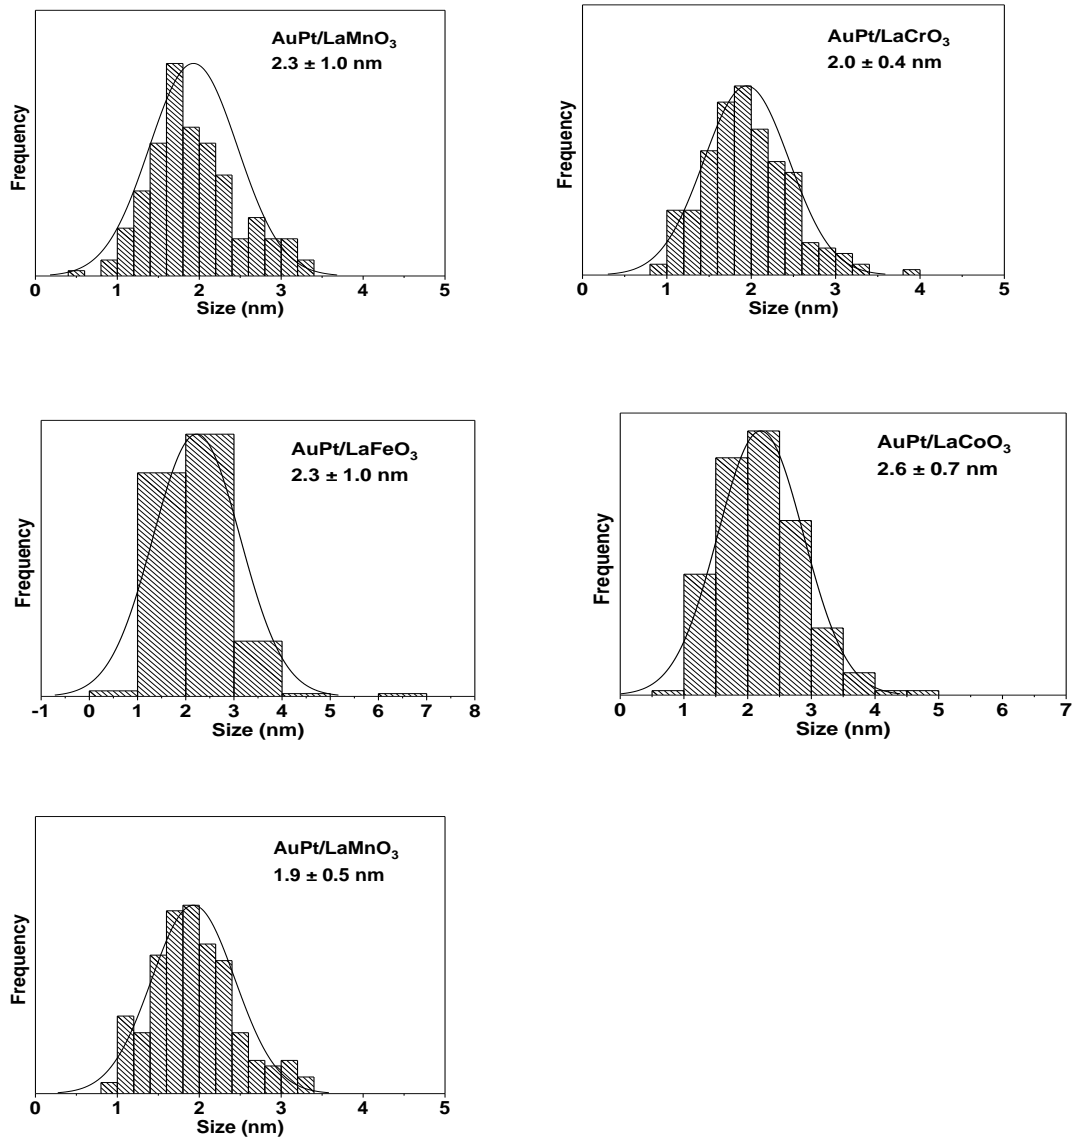 AuPt/LaMnO₃
2.3 ± 1.0 nm
Frequency
0 1 2 3 4 5
Size (nm)
AuPt/LaCrO₃
2.0 ± 0.4 nm
Frequency
0 1 2 3 4 5
Size (nm)
AuPt/LaFeO₃
2.3 ± 1.0 nm
Frequency
-1 0 1 2 3 4 5 6 7 8
Size (nm)
AuPt/LaCoO₃
2.6 ± 0.7 nm
Frequency
0 1 2 3 4 5 6 7
Size (nm)
AuPt/LaMnO₃
1.9 ± 0.5 nm
Frequency
0 1 2 3 4 5
Size (nm)